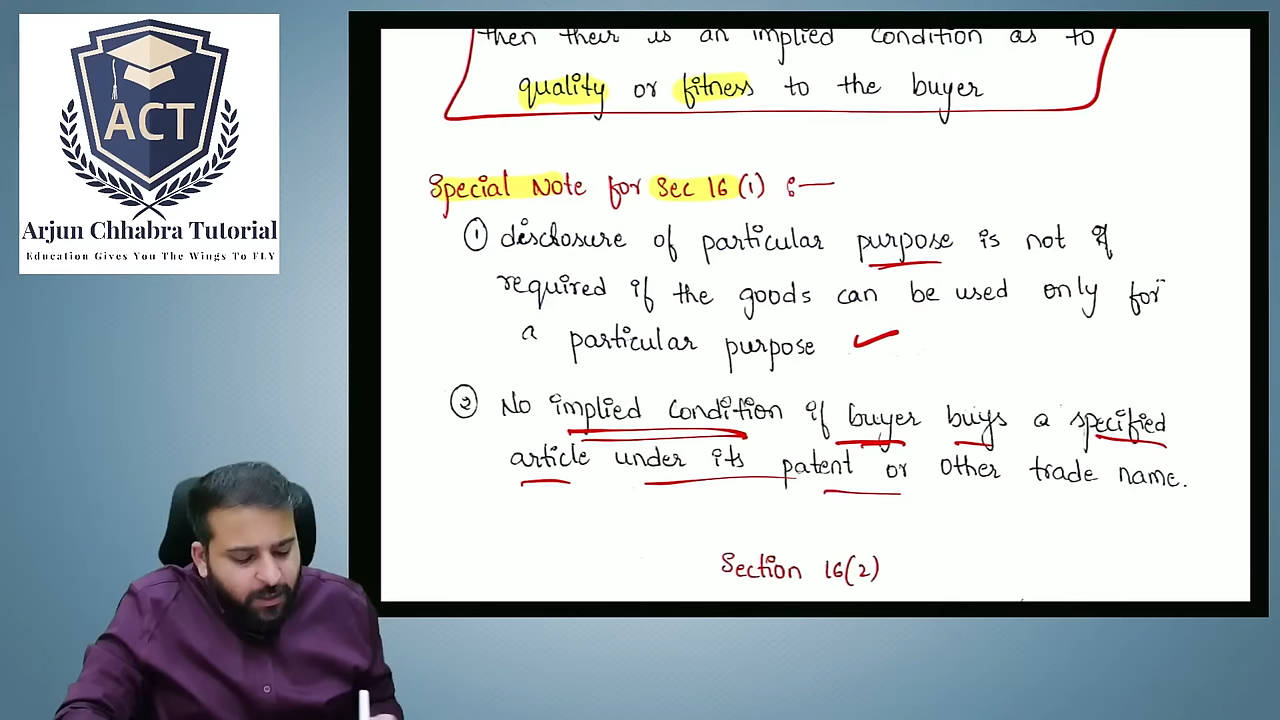 ACT
Arjun Chhabra Tutorial
Education Gives You The Wings To FLY
then their is an implied condition as to
quality or fitness to the buyer
Special Note for Sec 16 (1) :—
① disclosure of particular purpose is not
required if the goods can be used only for
a particular purpose
② No implied condition if buyer buys a specified
article under its patent or other trade name.
Section 16(2)